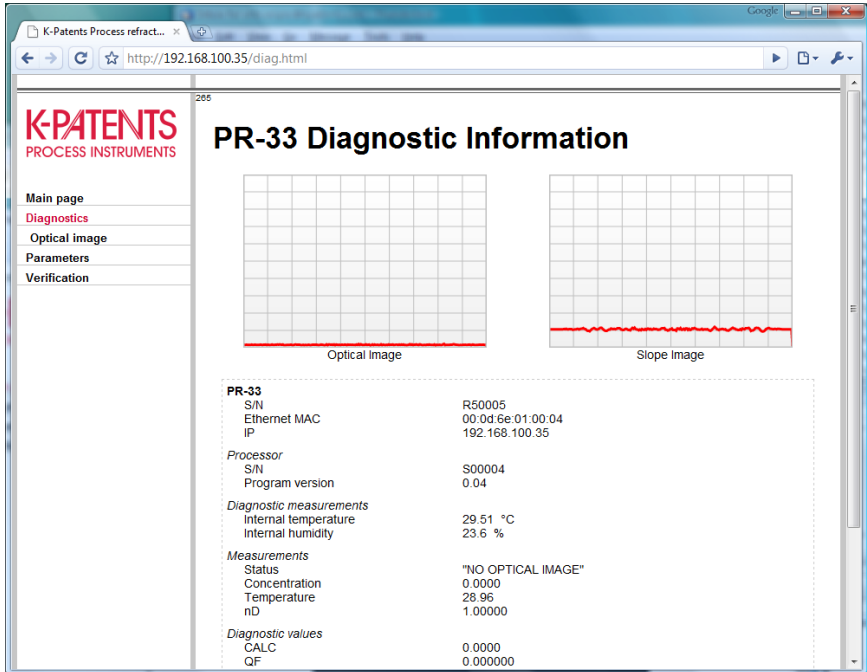 Google
K-Patents Process refract...
http://192.168.100.35/diag.html
265
K-PATENTS
PROCESS INSTRUMENTS
Main page
Diagnostics
Optical image
Parameters
Verification
PR-33 Diagnostic Information
Optical Image Slope Image
PR-33
S/N R50005
Ethernet MAC 00:0d:6e:01:00:04
IP 192.168.100.35
Processor
S/N S00004
Program version 0.04
Diagnostic measurements
Internal temperature 29.51 °C
Internal humidity 23.6 %
Measurements
Status "NO OPTICAL IMAGE"
Concentration 0.0000
Temperature 28.96
nD 1.00000
Diagnostic values
CALC 0.0000
QF 0.000000